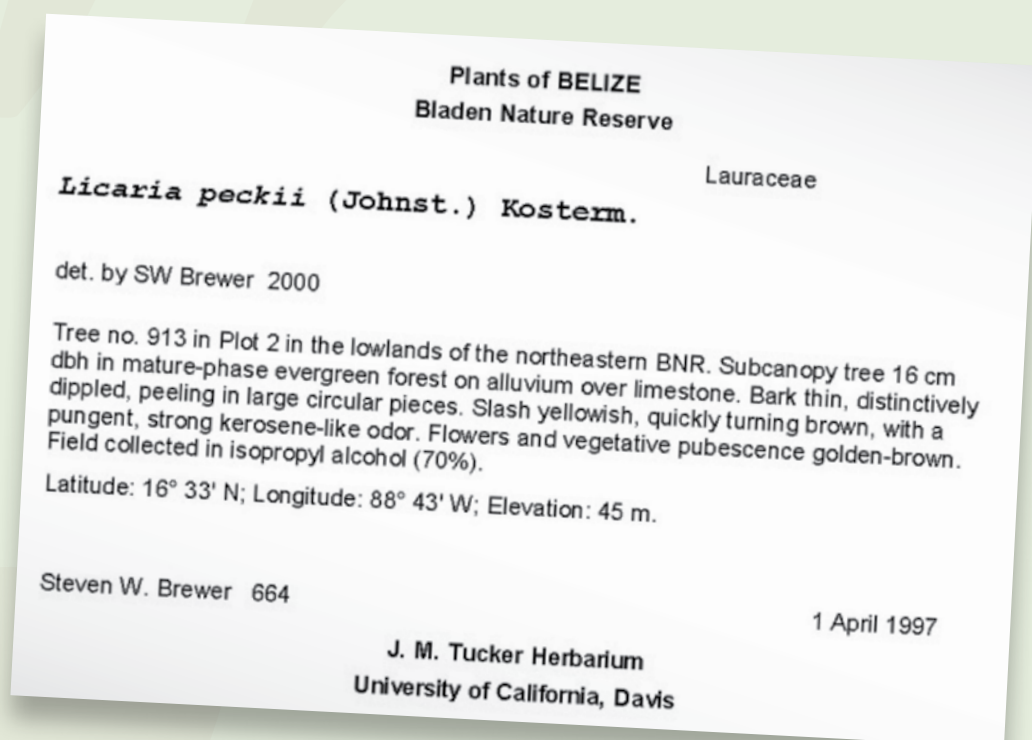 Plants of BELIZE
Bladen Nature Reserve
Lauraceae
Licaria peckii (Johnst.) Kosterm.
det. by SW Brewer 2000
Tree no. 913 in Plot 2 in the lowlands of the northeastern BNR. Subcanopy tree 16 cm
dbh in mature-phase evergreen forest on alluvium over limestone. Bark thin, distinctively
dippled, peeling in large circular pieces. Slash yellowish, quickly turning brown, with a
pungent, strong kerosene-like odor. Flowers and vegetative pubescence golden-brown.
Field collected in isopropyl alcohol (70%).
Latitude: 16° 33' N; Longitude: 88° 43' W; Elevation: 45 m.
Steven W. Brewer 664
1 April 1997
J. M. Tucker Herbarium
University of California, Davis